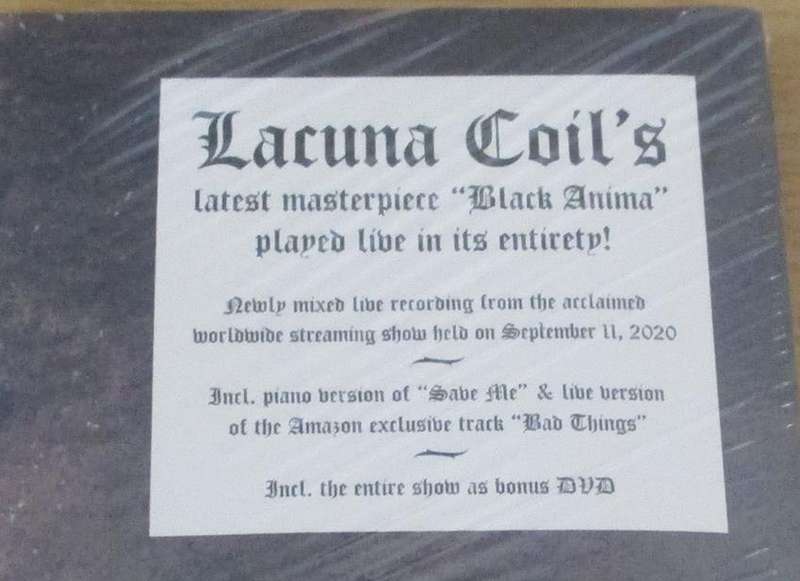 Lacuna Coil's
latest masterpiece “Black Anima”
played live in its entirety!
Newly mixed live recording from the acclaimed
worldwide streaming show held on September 11, 2020
Incl. piano version of “Save Me” & live version
of the Amazon exclusive track “Bad Things”
Incl. the entire show as bonus DVD